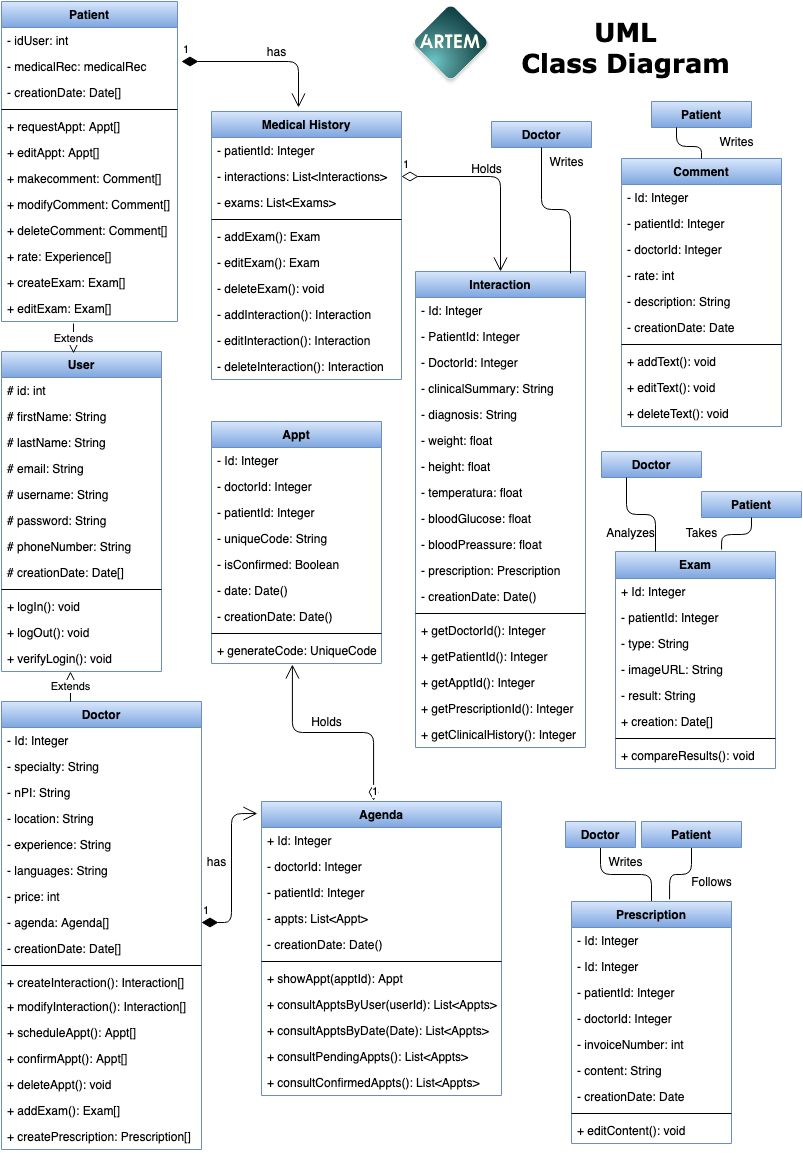 ARTEM
UML
Class Diagram
Patient
- idUser: int
- medicalRec: medicalRec
- creationDate: Date[]
+ requestAppt: Appt[]
+ editAppt: Appt[]
+ makecomment: Comment[]
+ modifyComment: Comment[]
+ deleteComment: Comment[]
+ rate: Experience[]
+ createExam: Exam[]
+ editExam: Exam[]
1
has
Extends
User
# id: int
# firstName: String
# lastName: String
# email: String
# username: String
# password: String
# phoneNumber: String
# creationDate: Date[]
+ logIn(): void
+ logOut(): void
+ verifyLogin(): void
Extends
Doctor
- Id: Integer
- specialty: String
- nPI: String
- location: String
- experience: String
- languages: String
- price: int
- agenda: Agenda[]
- creationDate: Date[]
+ createInteraction(): Interaction[]
+ modifyInteraction(): Interaction[]
+ scheduleAppt(): Appt[]
+ confirmAppt(): Appt[]
+ deleteAppt(): void
+ addExam(): Exam[]
+ createPrescription: Prescription[]
has
1
Medical History
- patientId: Integer
- interactions: List<Interactions>
- exams: List<Exams>
- addExam(): Exam
- editExam(): Exam
- deleteExam(): void
- addInteraction(): Interaction
- editInteraction(): Interaction
- deleteInteraction(): Interaction
1
Holds
Appt
- Id: Integer
- doctorId: Integer
- patientId: Integer
- uniqueCode: String
- isConfirmed: Boolean
- date: Date()
- creationDate: Date()
+ generateCode: UniqueCode
Holds
1
Agenda
+ Id: Integer
- doctorId: Integer
- patientId: Integer
- appts: List<Appt>
- creationDate: Date()
+ showAppt(apptId): Appt
+ consultApptsByUser(userId): List<Appts>
+ consultApptsByDate(Date): List<Appts>
+ consultPendingAppts(): List<Appts>
+ consultConfirmedAppts(): List<Appts>
Doctor
Writes
Interaction
- Id: Integer
- PatientId: Integer
- DoctorId: Integer
- clinicalSummary: String
- diagnosis: String
- weight: float
- height: float
- temperatura: float
- bloodGlucose: float
- bloodPreassure: float
- prescription: Prescription
- creationDate: Date()
+ getDoctorId(): Integer
+ getPatientId(): Integer
+ getApptId(): Integer
+ getPrescriptionId(): Integer
+ getClinicalHistory(): Integer
Patient
Writes
Comment
- Id: Integer
- patientId: Integer
- doctorId: Integer
- rate: int
- description: String
- creationDate: Date
+ addText(): void
+ editText(): void
+ deleteText(): void
Doctor
Patient
Analyzes
Takes
Exam
+ Id: Integer
- patientId: Integer
- type: String
- imageURL: String
- result: String
+ creation: Date[]
+ compareResults(): void
Doctor
Patient
Writes
Follows
Prescription
- Id: Integer
- Id: Integer
- patientId: Integer
- doctorId: Integer
- invoiceNumber: int
- content: String
- creationDate: Date
+ editContent(): void